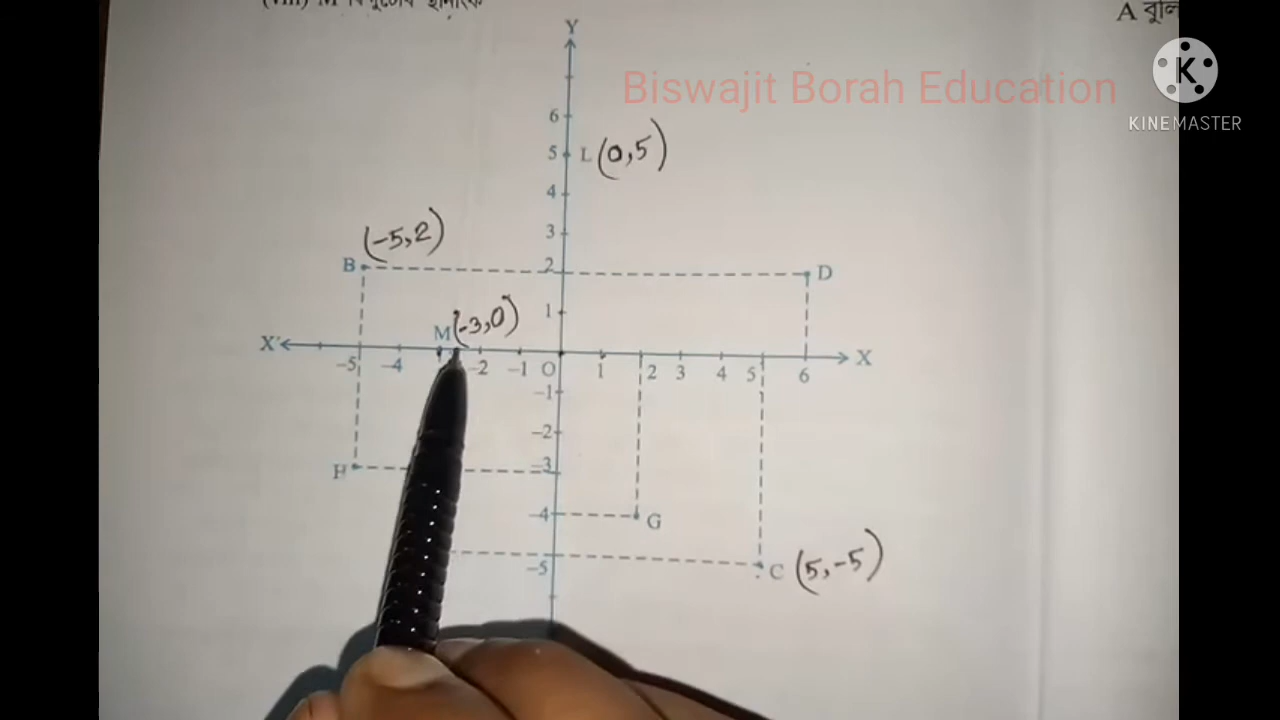 (viii) M বিন্দুটোৰ স্থানাংক
A বুলি
Y
Biswajit Borah Education
K
KINEMASTER
6
5 L (0,5)
4
(-5,2)
3
B 2 D
1
M (-3,0)
X' X
-5 -4 -2 -1 O 1 2 3 4 5 6
-1
-2
-3
-4 G
-5 C (5,-5)